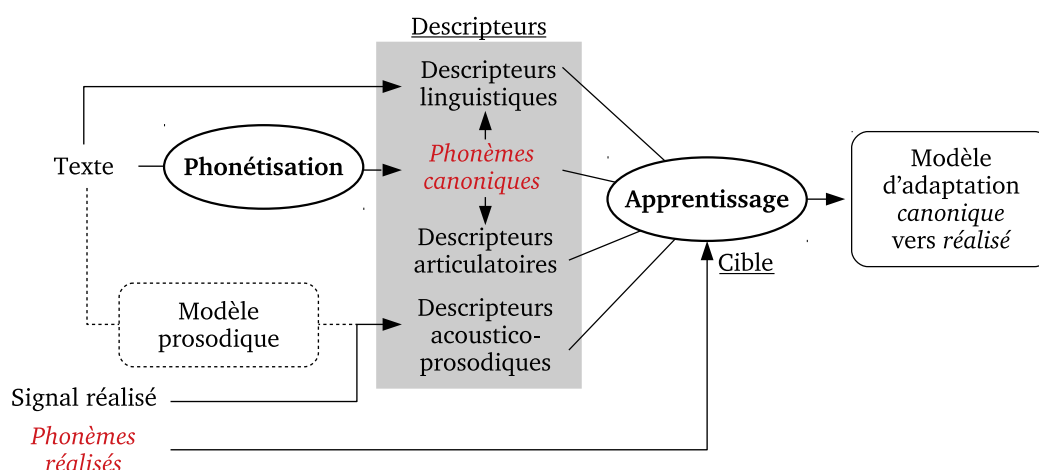 Descripteurs
Descripteurs
linguistiques
Texte
Phonétisation
Phonèmes
canoniques
Descripteurs
articulatoires
Apprentissage
Modèle
d'adaptation
canonique
vers réalisé
Cible
Modèle
prosodique
Descripteurs
acoustico-
prosodiques
Signal réalisé
Phonèmes
réalisés